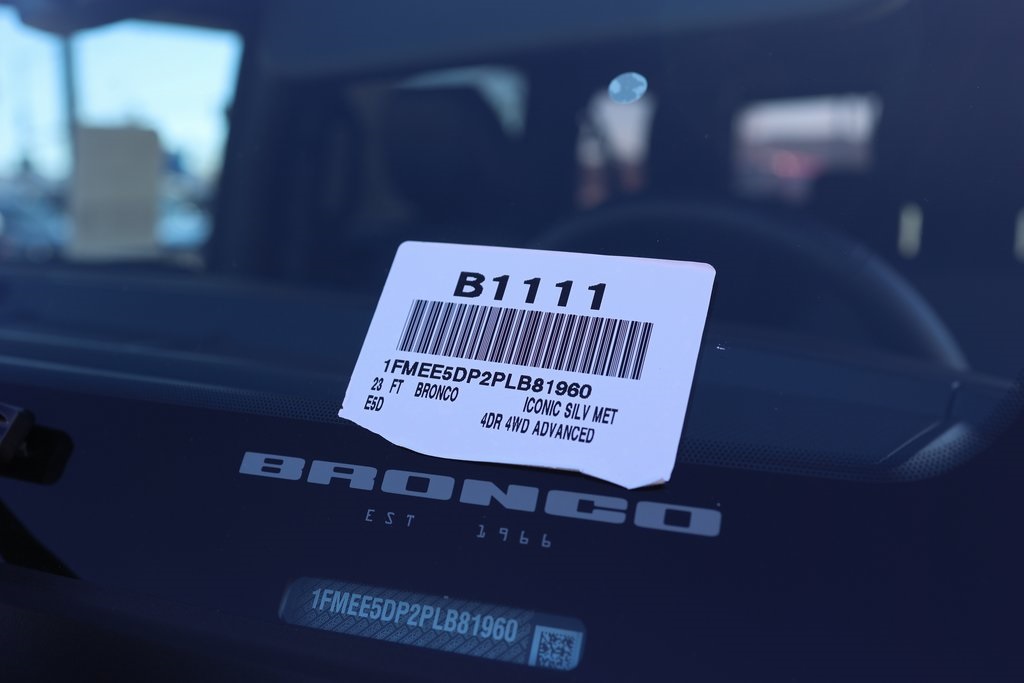 B1111
1FMEE5DP2PLB81960
23 FT BRONCO ICONIC SILV MET
E5D 4DR 4WD ADVANCED
BRONCO
EST 1966
1FMEE5DP2PLB81960